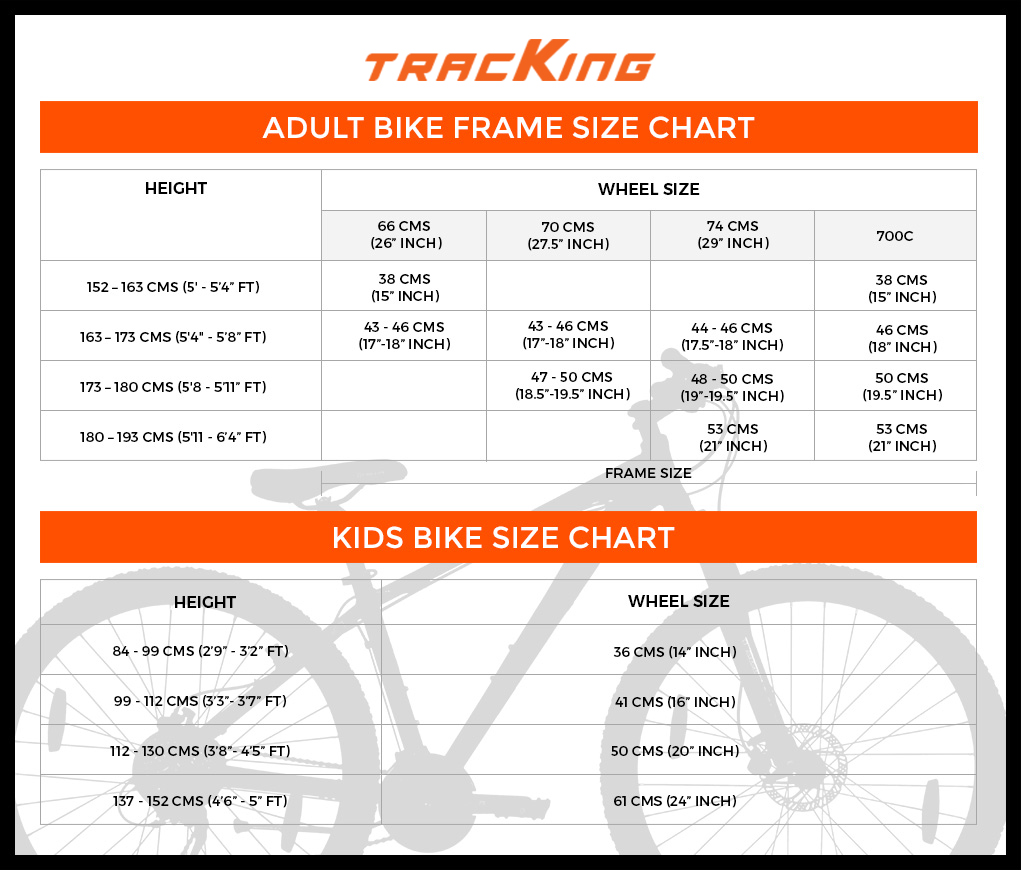 TRACKING
ADULT BIKE FRAME SIZE CHART
HEIGHT
WHEEL SIZE
66 CMS
(26” INCH)
70 CMS
(27.5” INCH)
74 CMS
(29” INCH)
700C
152 – 163 CMS (5' - 5’4” FT)
38 CMS
(15” INCH)
38 CMS
(15” INCH)
163 – 173 CMS (5'4" - 5’8” FT)
43 - 46 CMS
(17”-18” INCH)
43 - 46 CMS
(17”-18” INCH)
44 - 46 CMS
(17.5”-18” INCH)
46 CMS
(18” INCH)
173 – 180 CMS (5'8 - 5’11” FT)
47 - 50 CMS
(18.5”-19.5” INCH)
48 - 50 CMS
(19”-19.5” INCH)
50 CMS
(19.5” INCH)
180 – 193 CMS (5'11 - 6’4” FT)
53 CMS
(21” INCH)
53 CMS
(21” INCH)
FRAME SIZE
KIDS BIKE SIZE CHART
HEIGHT
WHEEL SIZE
84 - 99 CMS (2’9” - 3’2” FT)
36 CMS (14” INCH)
99 - 112 CMS (3’3”- 3’7” FT)
41 CMS (16” INCH)
112 - 130 CMS (3’8”- 4’5” FT)
50 CMS (20” INCH)
137 - 152 CMS (4’6” - 5” FT)
61 CMS (24” INCH)